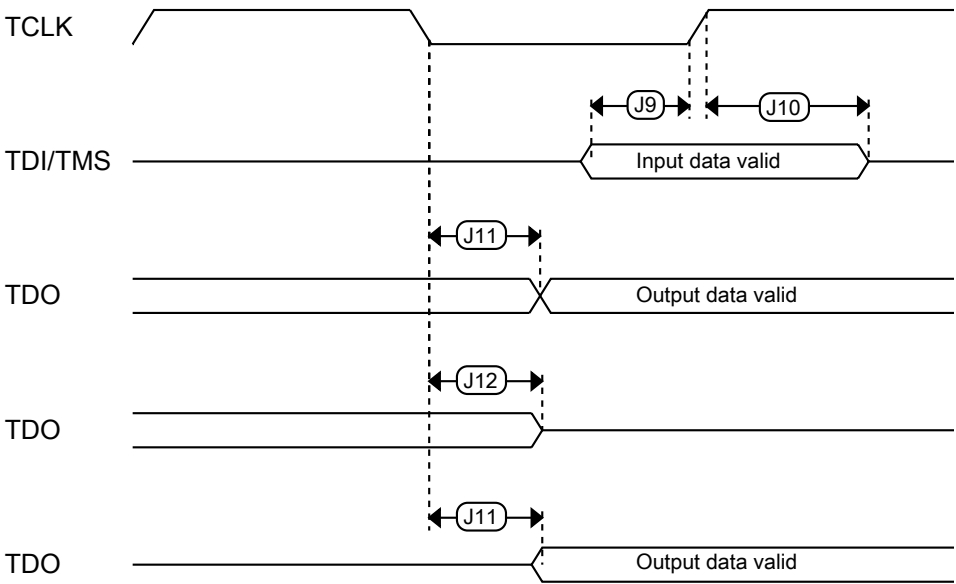 TCLK
J9
J10
TDI/TMS
Input data valid
J11
TDO
Output data valid
J12
TDO
J11
TDO
Output data valid